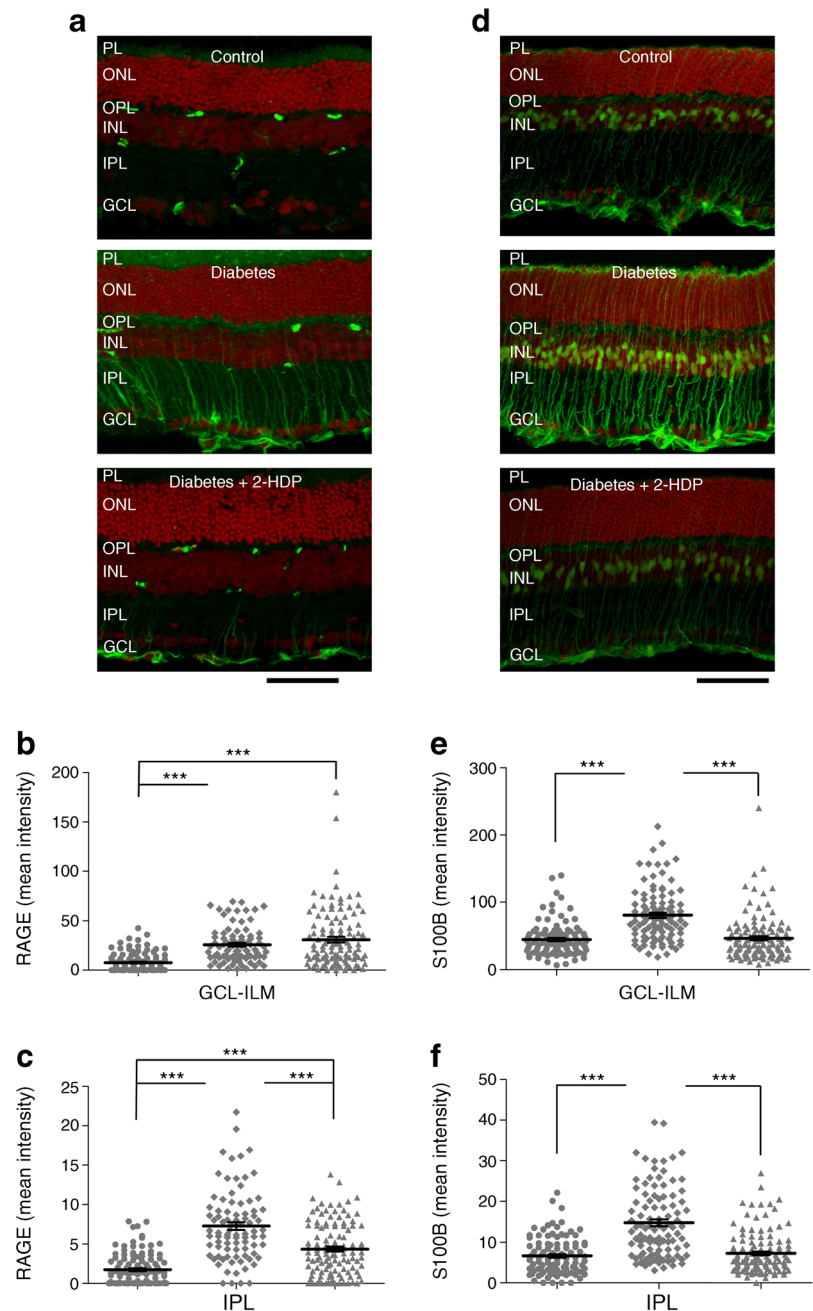 a
PL
Control
ONL
OPL
INL
IPL
GCL
PL
Diabetes
ONL
OPL
INL
IPL
GCL
PL
Diabetes + 2-HDP
ONL
OPL
INL
IPL
GCL
d
PL
Control
ONL
OPL
INL
IPL
GCL
PL
Diabetes
ONL
OPL
INL
IPL
GCL
PL
Diabetes + 2-HDP
ONL
OPL
INL
IPL
GCL
b
RAGE (mean intensity)
200
150
100
50
0
***
***
GCL-ILM
e
S100B (mean intensity)
300
200
100
0
***
***
GCL-ILM
c
RAGE (mean intensity)
25
20
15
10
5
0
***
***
***
IPL
f
S100B (mean intensity)
50
40
30
20
10
0
***
***
IPL